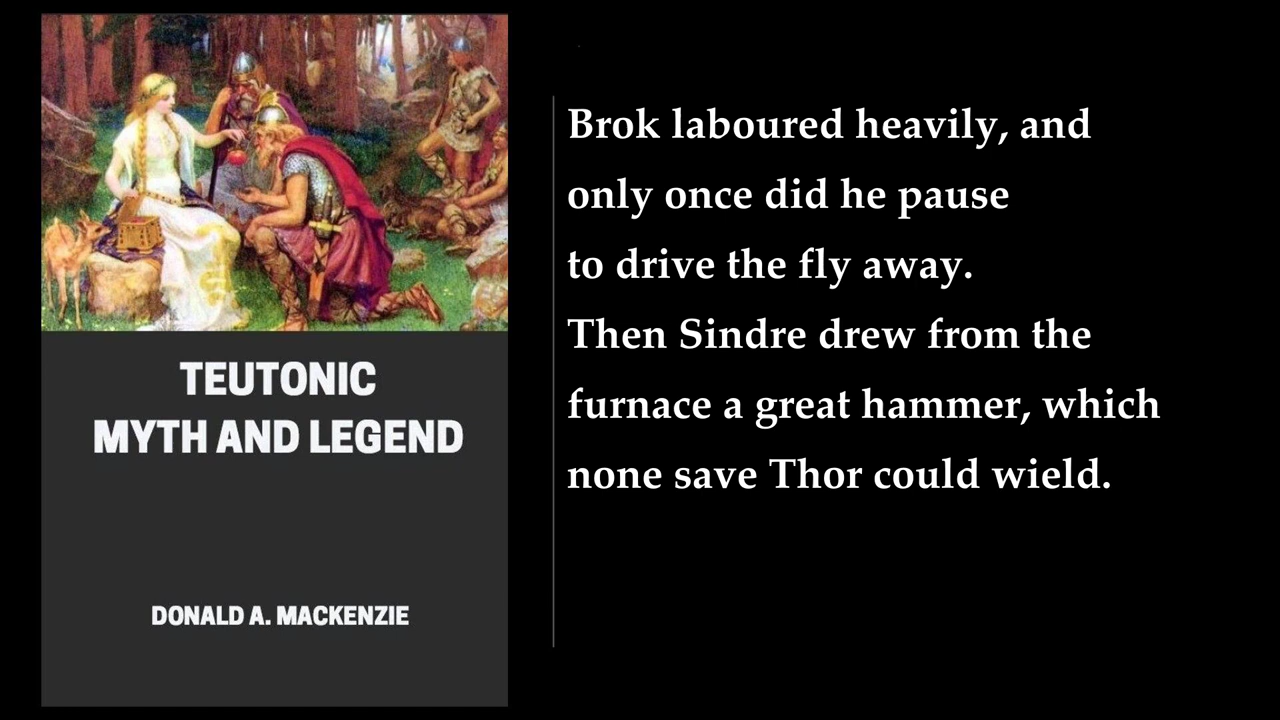 TEUTONIC
MYTH AND LEGEND
DONALD A. MACKENZIE
Brok laboured heavily, and
only once did he pause
to drive the fly away.
Then Sindre drew from the
furnace a great hammer, which
none save Thor could wield.